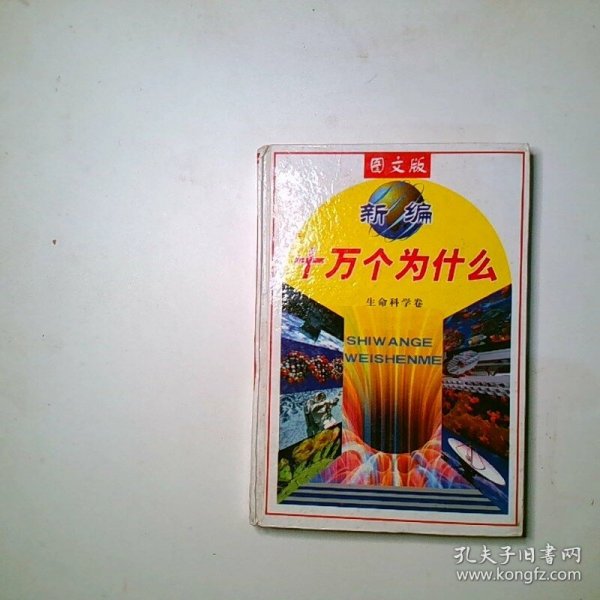 图文版
新编
十万个为什么
生命科学卷
SHIWANGE
WEISHENME
孔夫子旧书网
www.kongfz.com